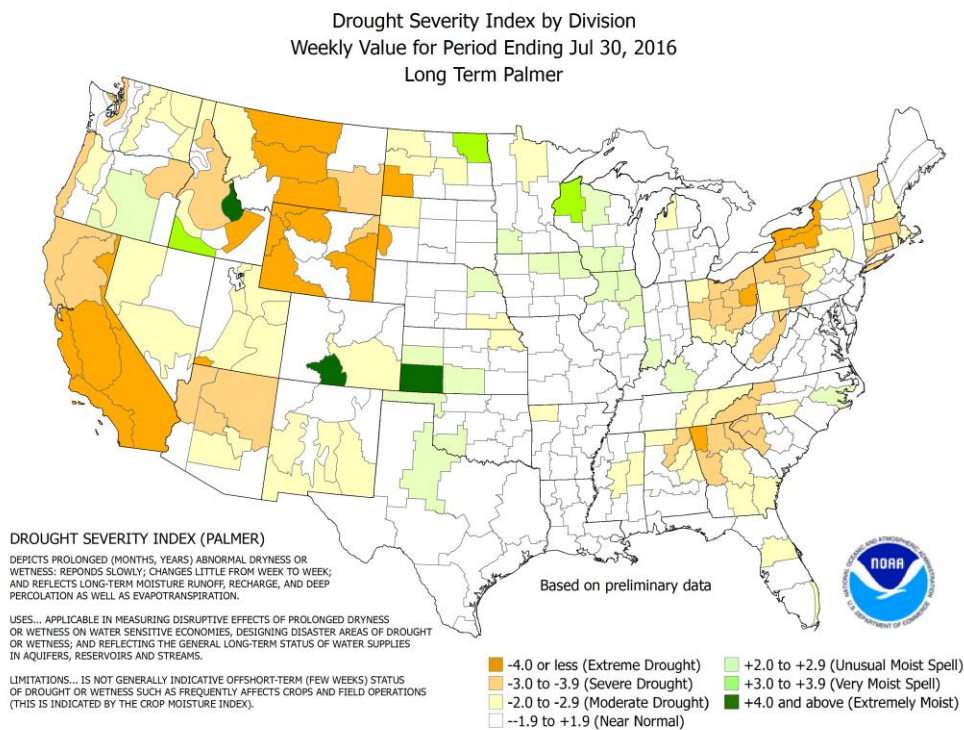 Drought Severity Index by Division
Weekly Value for Period Ending Jul 30, 2016
Long Term Palmer
DROUGHT SEVERITY INDEX (PALMER)
DEPICTS PROLONGED (MONTHS, YEARS) ABNORMAL DRYNESS OR
WETNESS: REPONDS SLOWLY; CHANGES LITTLE FROM WEEK TO WEEK;
AND REFLECTS LONG-TERM MOISTURE RUNOFF, RECHARGE, AND DEEP
PERCOLATION AS WELL AS EVAPOTRANSPIRATION.
USES... APPLICABLE IN MEASURING DISRUPTIVE EFFECTS OF PROLONGED DRYNESS
OR WETNESS ON WATER SENSITIVE ECONOMIES, DESIGNING DISASTER AREAS OF DROUGHT
OR WETNESS; AND REFLECTING THE GENERAL LONG-TERM STATUS OF WATER SUPPLIES
IN AQUIFERS, RESERVOIRS AND STREAMS.
LIMITATIONS... IS NOT GENERALLY INDICATIVE OFFSHORT-TERM (FEW WEEKS) STATUS
OF DROUGHT OR WETNESS SUCH AS FREQUENTLY AFFECTS CROPS AND FIELD OPERATIONS
(THIS IS INDICATED BY THE CROP MOISTURE INDEX).
Based on preliminary data
NATIONAL OCEANIC AND ATMOSPHERIC ADMINISTRATION
NOAA
U.S. DEPARTMENT OF COMMERCE
-4.0 or less (Extreme Drought)
-3.0 to -3.9 (Severe Drought)
-2.0 to -2.9 (Moderate Drought)
--1.9 to +1.9 (Near Normal)
+2.0 to +2.9 (Unusual Moist Spell)
+3.0 to +3.9 (Very Moist Spell)
+4.0 and above (Extremely Moist)